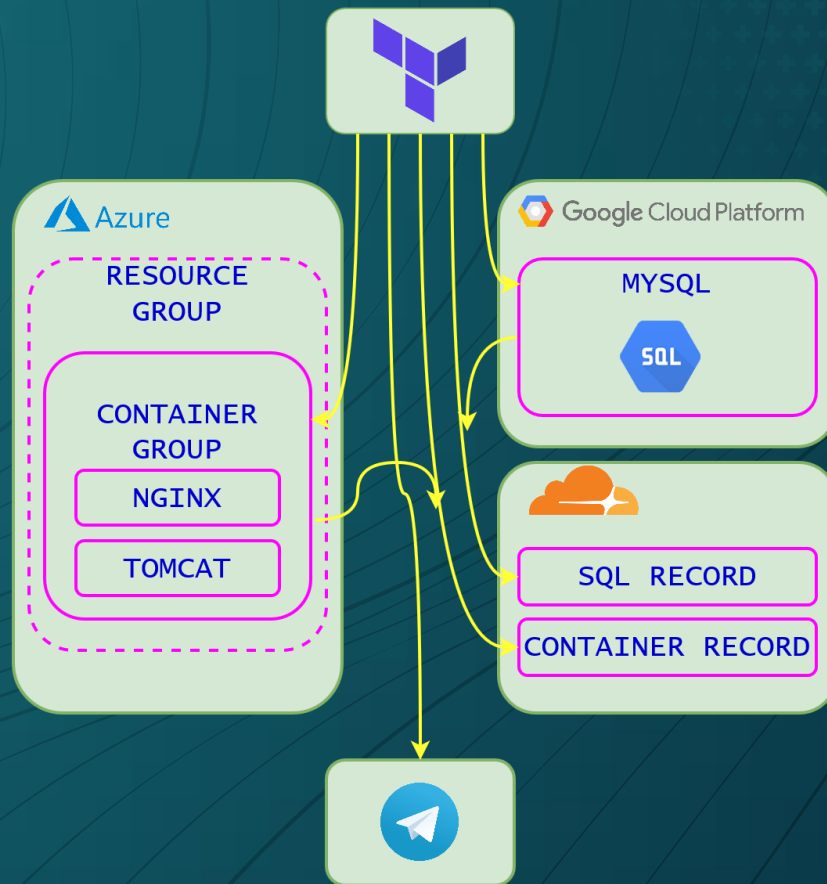 Azure
RESOURCE
GROUP
CONTAINER
GROUP
NGINX
TOMCAT
Google Cloud Platform
MYSQL
SQL
SQL RECORD
CONTAINER RECORD